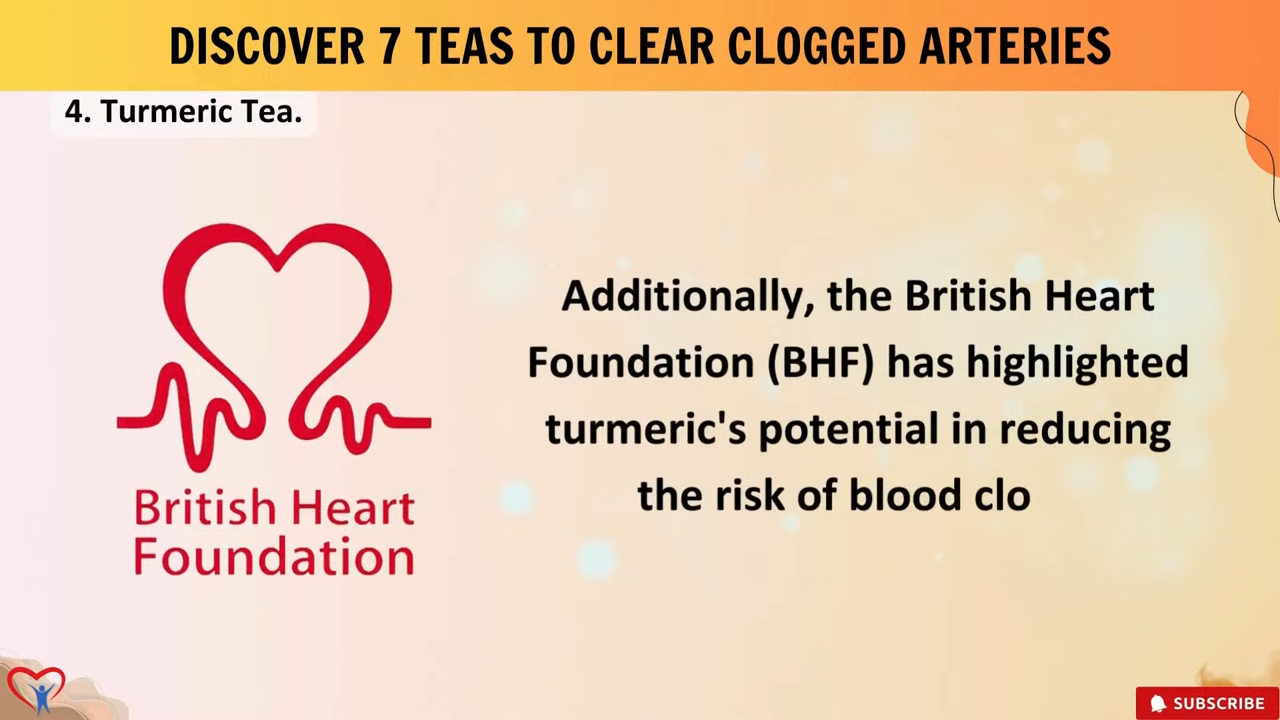 DISCOVER 7 TEAS TO CLEAR CLOGGED ARTERIES
4. Turmeric Tea.
British Heart
Foundation
Additionally, the British Heart
Foundation (BHF) has highlighted
turmeric's potential in reducing
the risk of blood clo
SUBSCRIBE